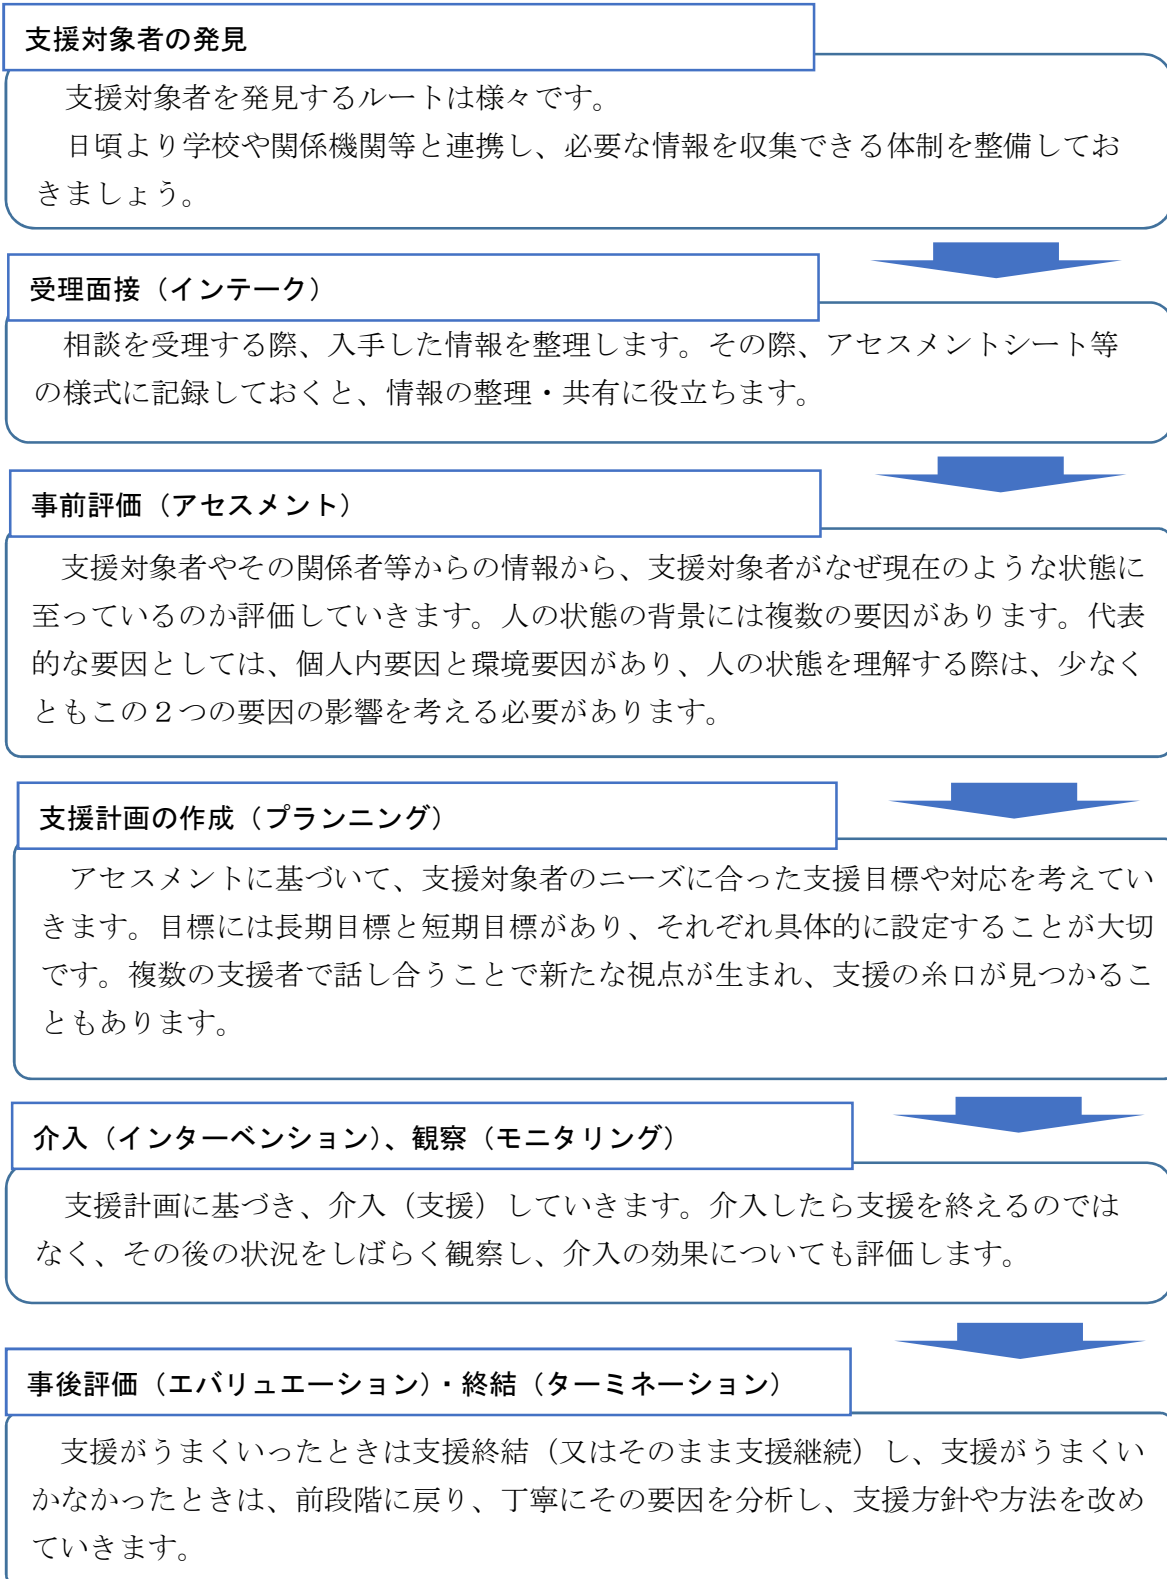 支援対象者の発見
支援対象者を発見するルートは様々です。
日頃より学校や関係機関等と連携し、必要な情報を収集できる体制を整備してお
きましょう。
受理面接（インテーク）
相談を受理する際、入手した情報を整理します。その際、アセスメントシート等
の様式に記録しておくと、情報の整理・共有に役立ちます。
事前評価（アセスメント）
支援対象者やその関係者等からの情報から、支援対象者がなぜ現在のような状態に
至っているのか評価していきます。人の状態の背景には複数の要因があります。代表
的な要因としては、個人内要因と環境要因があり、人の状態を理解する際は、少なく
ともこの２つの要因の影響を考える必要があります。
支援計画の作成（プランニング）
アセスメントに基づいて、支援対象者のニーズに合った支援目標や対応を考えてい
きます。目標には長期目標と短期目標があり、それぞれ具体的に設定することが大切
です。複数の支援者で話し合うことで新たな視点が生まれ、支援の糸口が見つかるこ
ともあります。
介入（インターベンション）、観察（モニタリング）
支援計画に基づき、介入（支援）していきます。介入したら支援を終えるのでは
なく、その後の状況をしばらく観察し、介入の効果についても評価します。
事後評価（エバリュエーション）・終結（ターミネーション）
支援がうまくいったときは支援終結（又はそのまま支援継続）し、支援がうまくい
かなかったときは、前段階に戻り、丁寧にその要因を分析し、支援方針や方法を改め
ていきます。